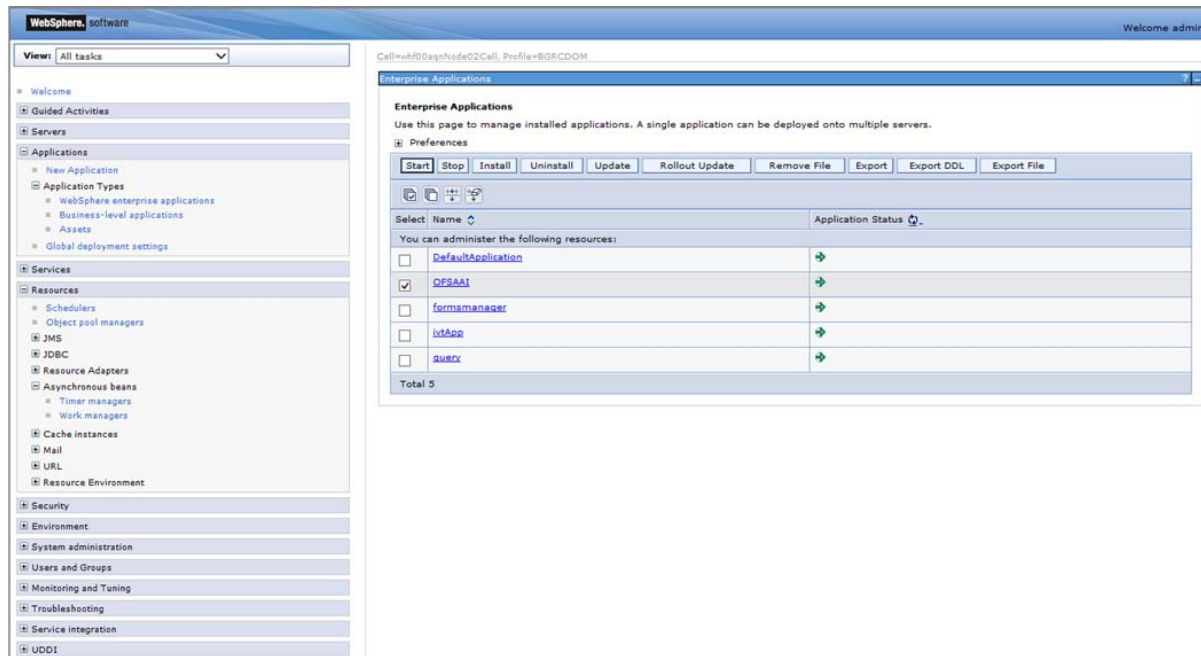 WebSphere. software
Welcome admin
View: All tasks
Welcome
Guided Activities
Servers
Applications
New Application
Application Types
WebSphere enterprise applications
Business-level applications
Assets
Global deployment settings
Services
Resources
Schedulers
Object pool managers
JMS
JDBC
Resource Adapters
Asynchronous beans
Timer managers
Work managers
Cache instances
Mail
URL
Resource Environment
Security
Environment
System administration
Users and Groups
Monitoring and Tuning
Troubleshooting
Service integration
UDDI
Cell=whf00aqnNode02Cell, Profile=BGRCDOM
Enterprise Applications ?
Enterprise Applications
Use this page to manage installed applications. A single application can be deployed onto multiple servers.
Preferences
Start Stop Install Uninstall Update Rollout Update Remove File Export Export DDL Export File
Select Name Application Status
You can administer the following resources:
DefaultApplication
OFSAAI
formsmanager
ivtApp
query
Total 5